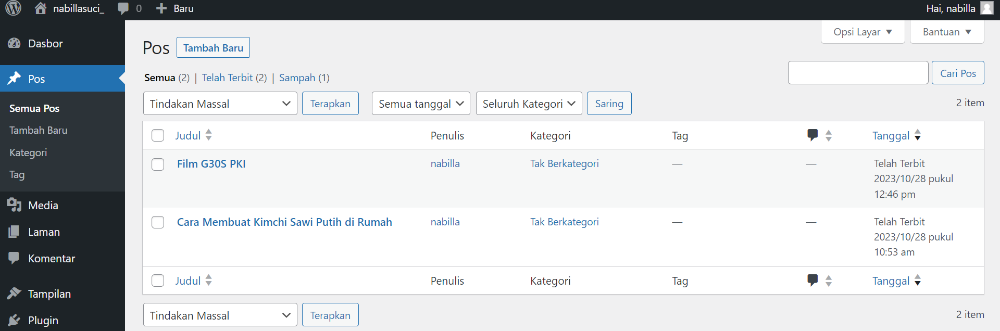 nabillasuci_ 0 Baru Hai, nabilla
Opsi Layar Bantuan
Dasbor
Pos
Semua Pos
Tambah Baru
Kategori
Tag
Media
Laman
Komentar
Tampilan
Plugin
Pos Tambah Baru
Semua (2) | Telah Terbit (2) | Sampah (1)
Cari Pos
Tindakan Massal Terapkan Semua tanggal Seluruh Kategori Saring 2 item
Judul Penulis Kategori Tag Tanggal
Film G30S PKI nabilla Tak Berkategori — — Telah Terbit
2023/10/28 pukul
12:46 pm
Cara Membuat Kimchi Sawi Putih di Rumah nabilla Tak Berkategori — — Telah Terbit
2023/10/28 pukul
10:53 am
Judul Penulis Kategori Tag Tanggal
Tindakan Massal Terapkan 2 item